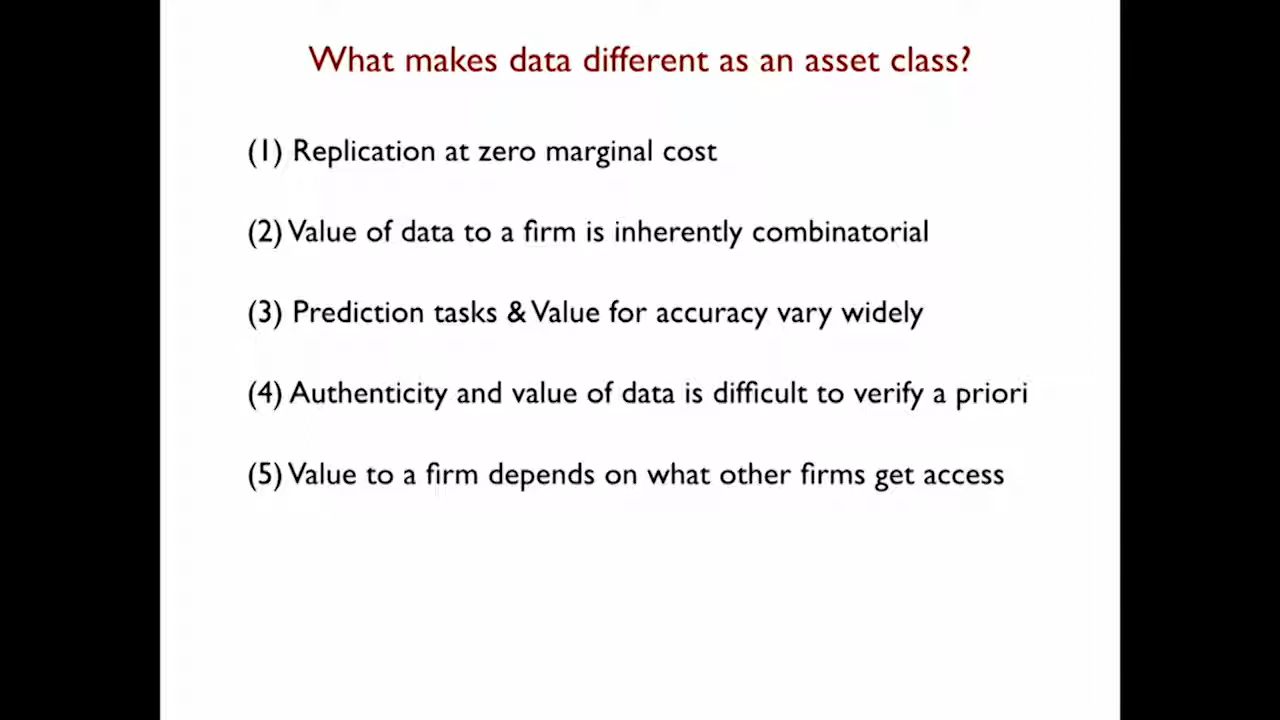 What makes data different as an asset class?
(1) Replication at zero marginal cost
(2) Value of data to a firm is inherently combinatorial
(3) Prediction tasks & Value for accuracy vary widely
(4) Authenticity and value of data is difficult to verify a priori
(5) Value to a firm depends on what other firms get access